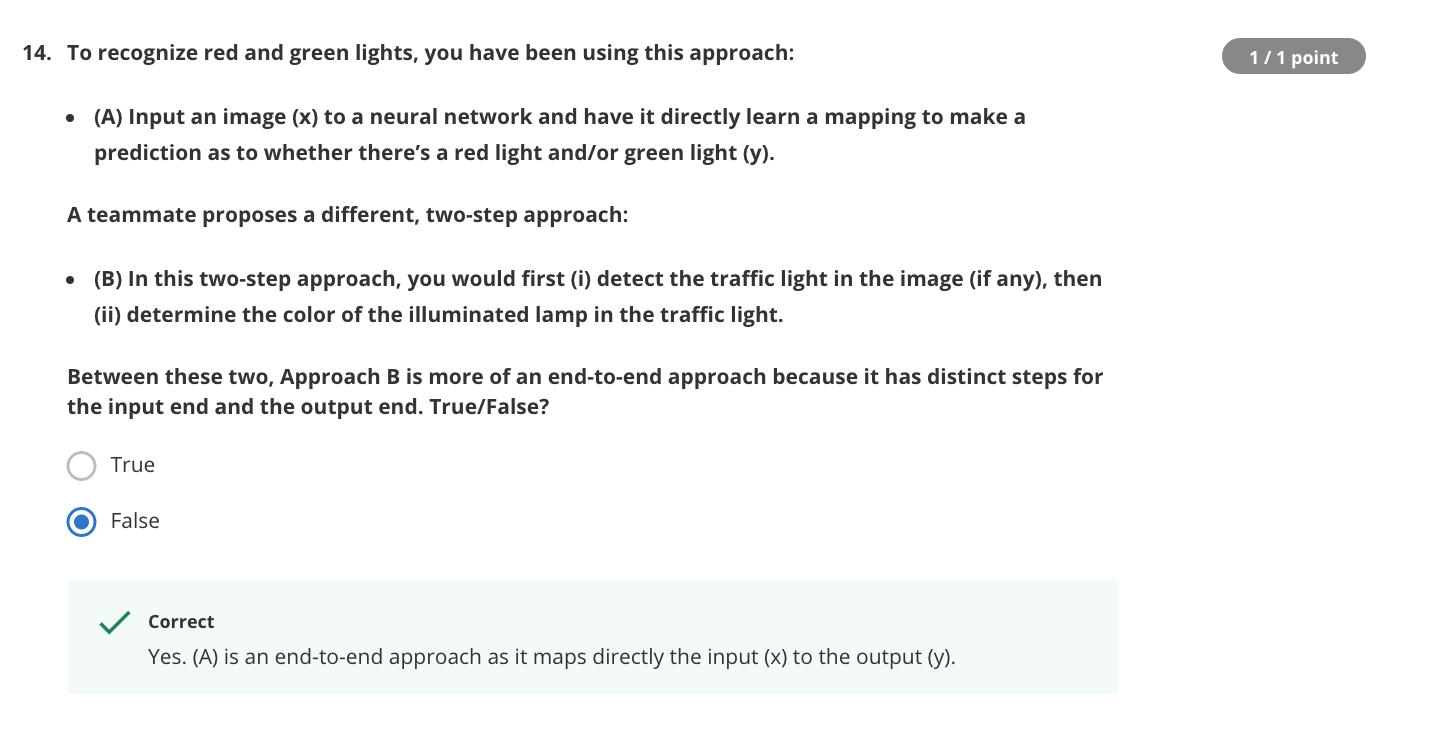 14. To recognize red and green lights, you have been using this approach:
1 / 1 point
• (A) Input an image (x) to a neural network and have it directly learn a mapping to make a
prediction as to whether there’s a red light and/or green light (y).
A teammate proposes a different, two-step approach:
• (B) In this two-step approach, you would first (i) detect the traffic light in the image (if any), then
(ii) determine the color of the illuminated lamp in the traffic light.
Between these two, Approach B is more of an end-to-end approach because it has distinct steps for
the input end and the output end. True/False?
True
False
Correct
Yes. (A) is an end-to-end approach as it maps directly the input (x) to the output (y).